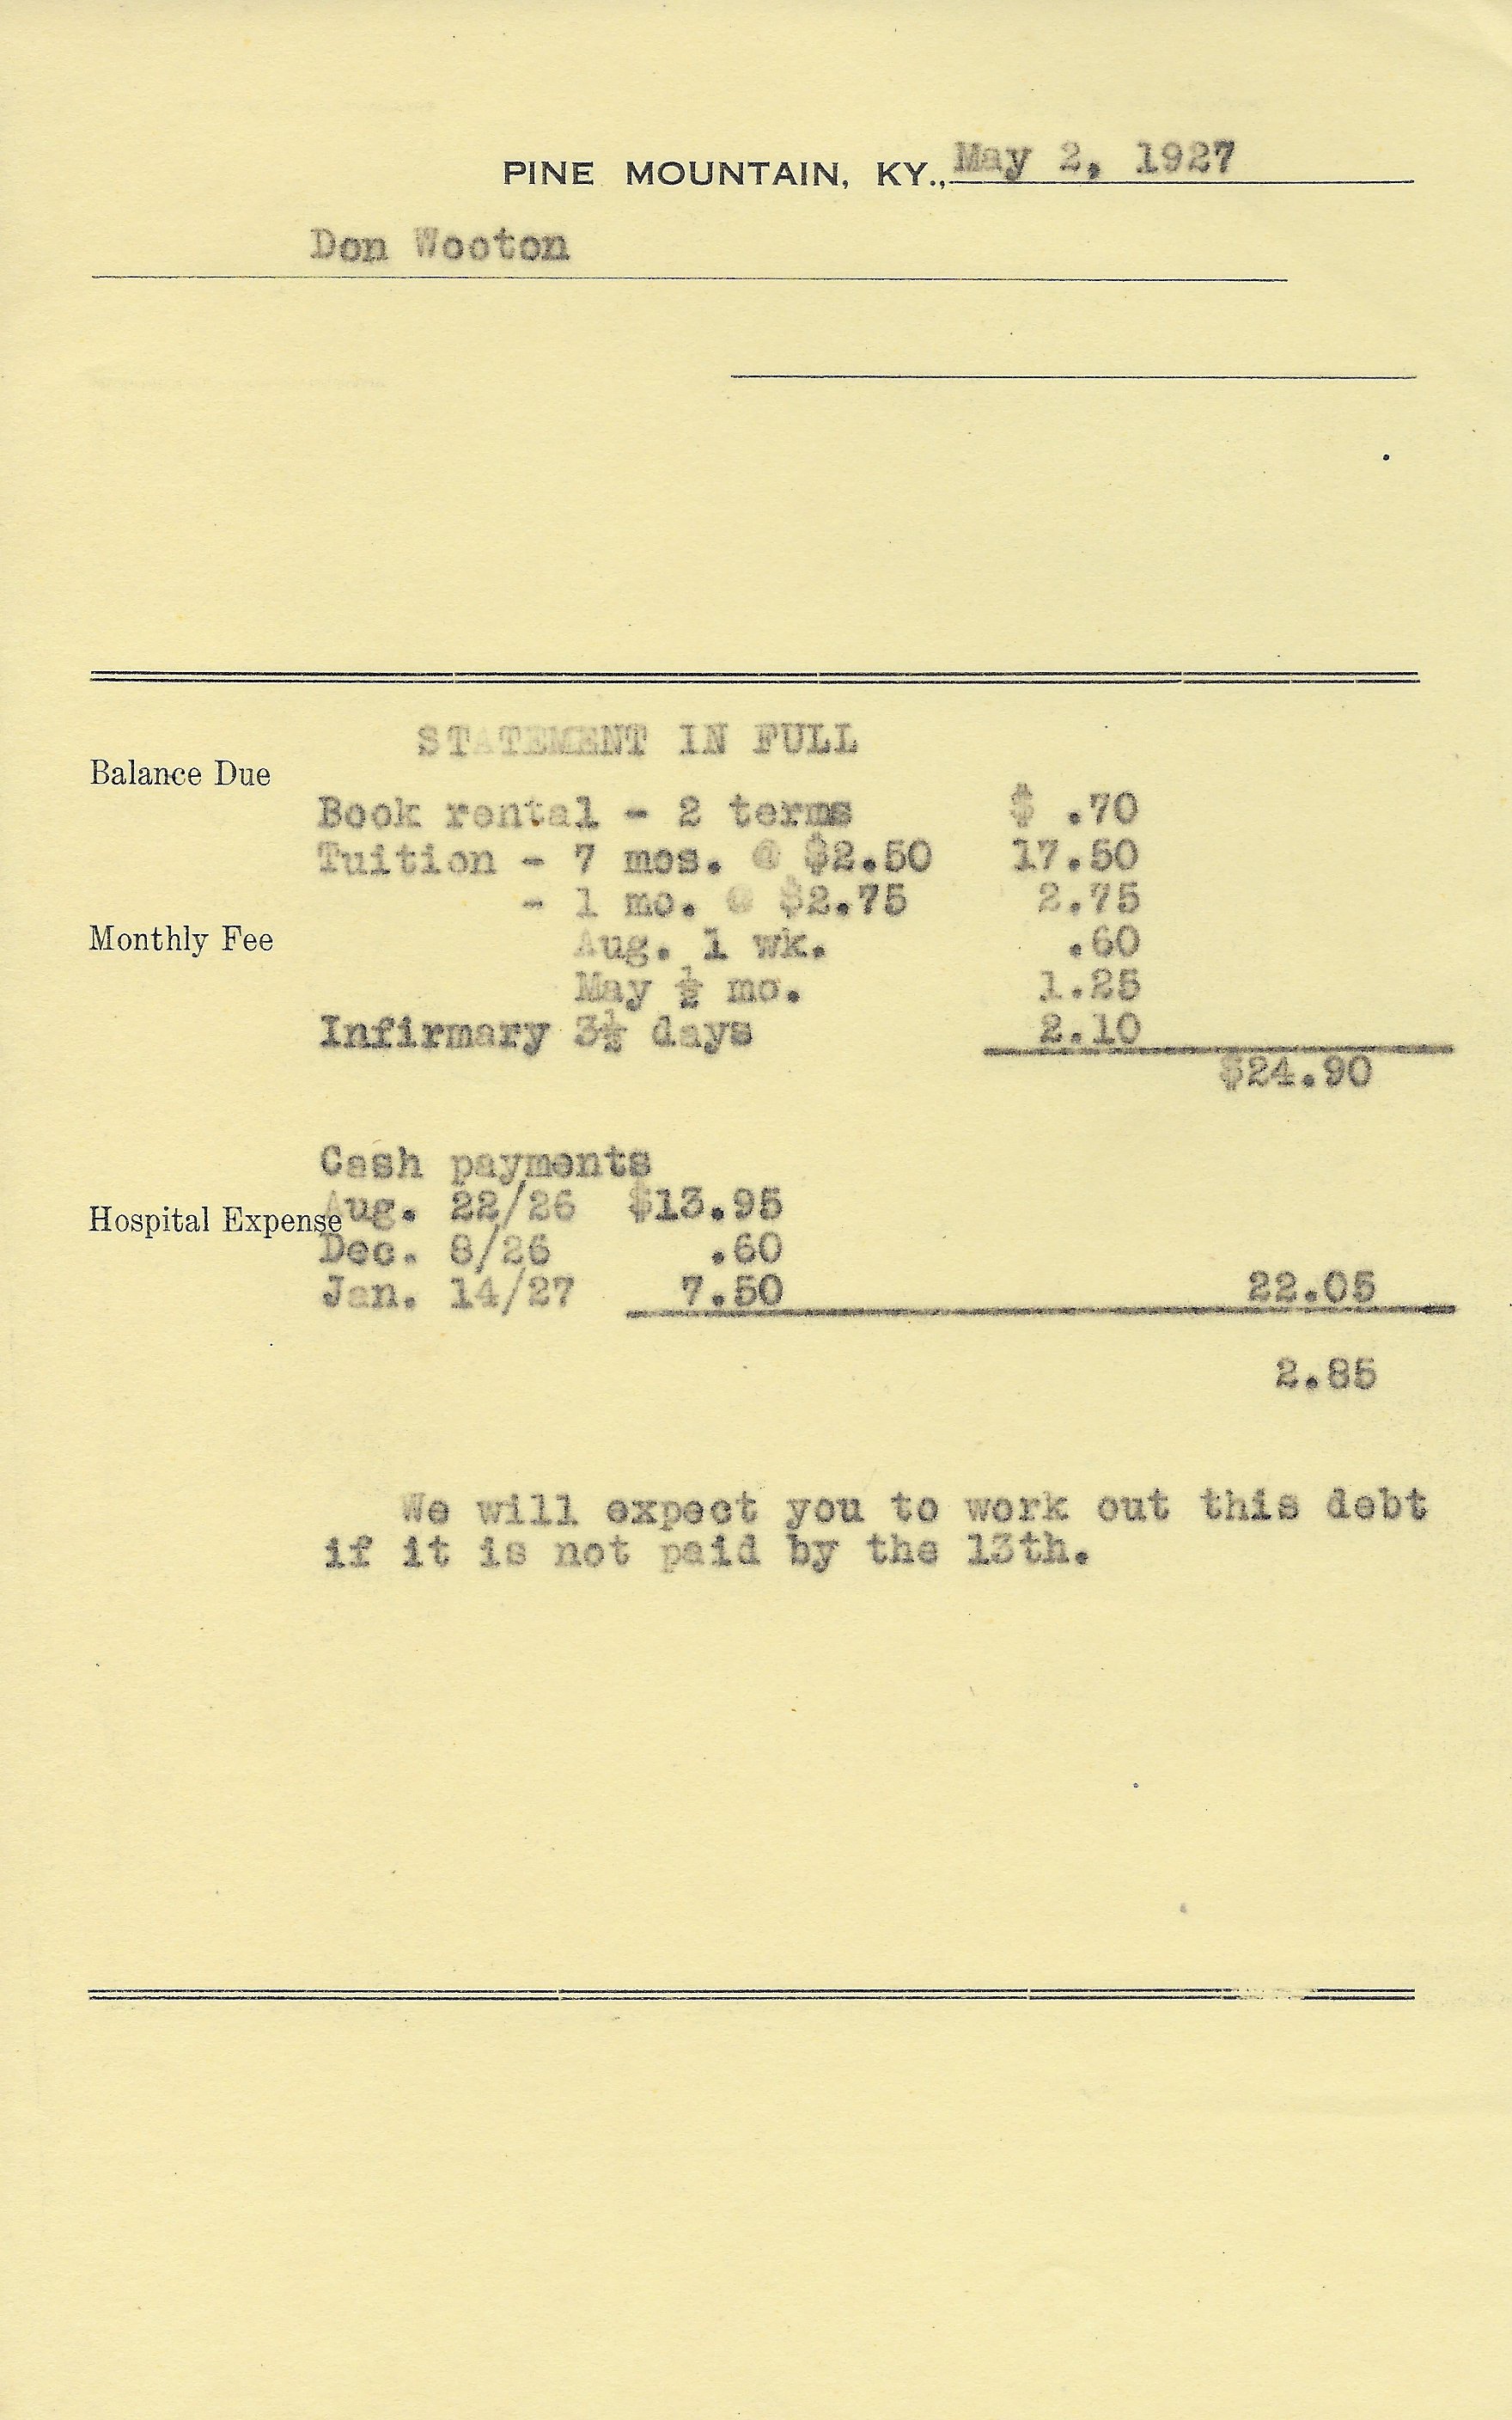 PINE MOUNTAIN, KY., May 2, 1927
Don Wooton
STATEMENT IN FULL
Balance Due
Book rental - 2 terms $ .70
Tuition - 7 mos. @ $2.50 17.50
- 1 mo. @ $2.75 2.75
Monthly Fee
Aug. 1 wk. .60
May ½ mo. 1.25
Infirmary 3½ days 2.10
$24.90
Cash payments
Aug. 22/26 $13.95
Hospital Expense
Dec. 8/26 .60
Jan. 14/27 7.50 22.05
2.85
We will expect you to work out this debt
if it is not paid by the 13th.